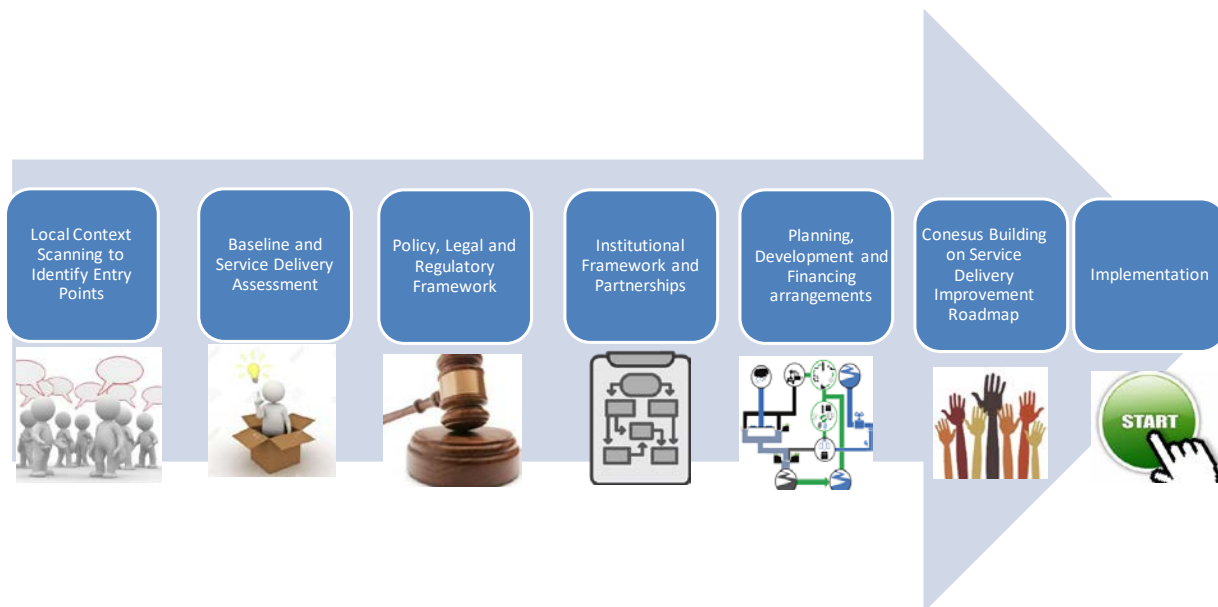 Local Context
Scanning to
Identify Entry
Points
Baseline and
Service Delivery
Assessment
Policy, Legal and
Regulatory
Framework
Institutional
Framework and
Partnerships
Planning,
Development and
Financing
arrangements
Conesus Building
on Service
Delivery
Improvement
Roadmap
Implementation
START